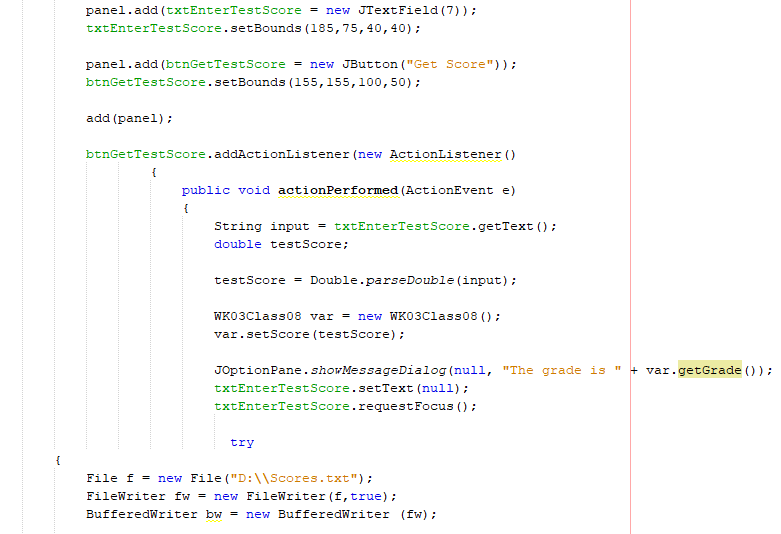 panel.add(txtEnterTestScore = new JTextField(7));
txtEnterTestScore.setBounds(185,75,40,40);
panel.add(btnGetTestScore = new JButton("Get Score"));
btnGetTestScore.setBounds(155,155,100,50);
add(panel);
btnGetTestScore.addActionListener(new ActionListener()
{
public void actionPerformed(ActionEvent e)
{
String input = txtEnterTestScore.getText();
double testScore;
testScore = Double.parseDouble(input);
WK03Class08 var = new WK03Class08();
var.setScore(testScore);
JOptionPane.showMessageDialog(null, "The grade is " + var.getGrade());
txtEnterTestScore.setText(null);
txtEnterTestScore.requestFocus();
try
{
File f = new File("D:\\Scores.txt");
FileWriter fw = new FileWriter(f,true);
BufferedWriter bw = new BufferedWriter (fw);